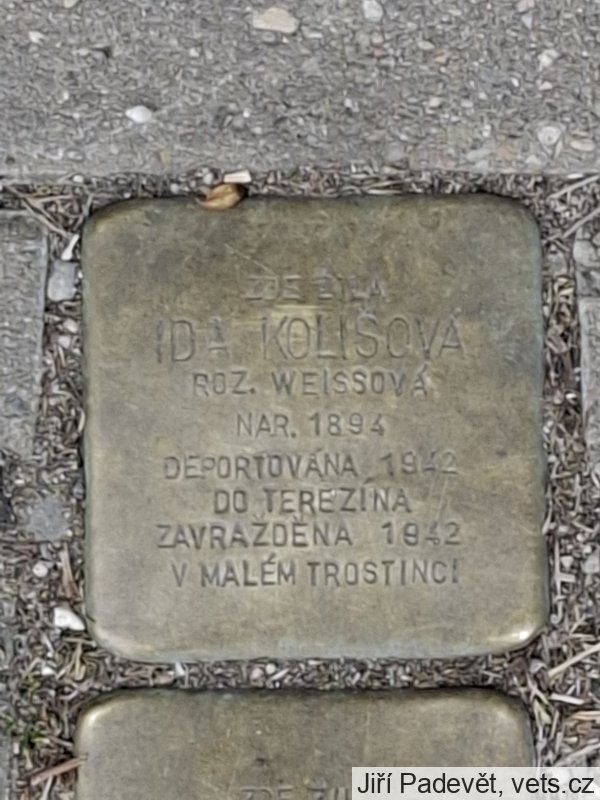 ZDE ŽILA
IDA KOLIŠOVÁ
ROZ. WEISSOVÁ
NAR. 1894
DEPORTOVÁNA 1942
DO TEREZÍNA
ZAVRAŽDĚNA 1942
V MALÉM TROSTINCI
ZDE
Jiří Padevět, vets.cz